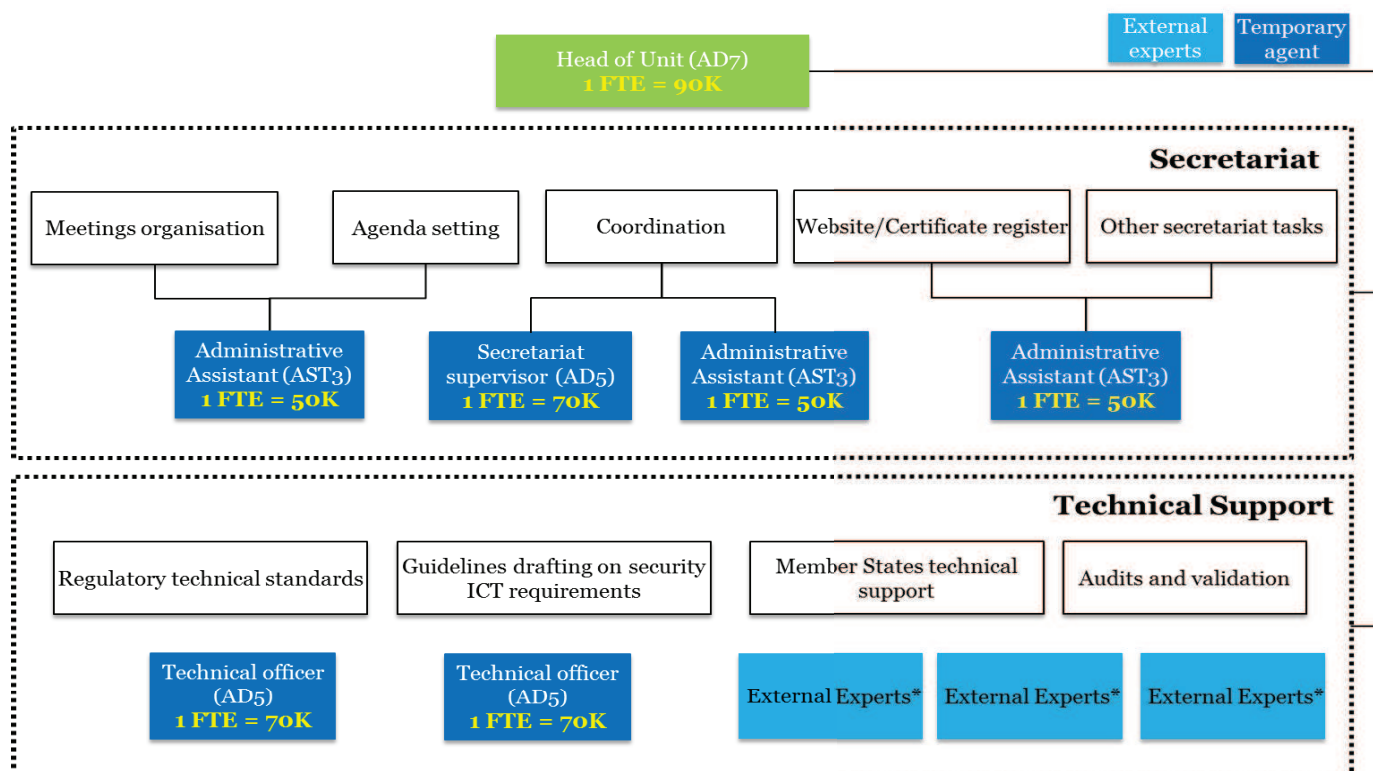 External
experts
Temporary
agent
Head of Unit (AD7)
1 FTE = 90K
Secretariat
Meetings organisation
Agenda setting
Coordination
Website/Certificate register
Other secretariat tasks
Administrative
Assistant (AST3)
1 FTE = 50K
Secretariat
supervisor (AD5)
1 FTE = 70K
Administrative
Assistant (AST3)
1 FTE = 50K
Administrative
Assistant (AST3)
1 FTE = 50K
Technical Support
Regulatory technical standards
Guidelines drafting on security
ICT requirements
Member States technical
support
Audits and validation
Technical officer
(AD5)
1 FTE = 70K
Technical officer
(AD5)
1 FTE = 70K
External Experts*
External Experts*
External Experts*